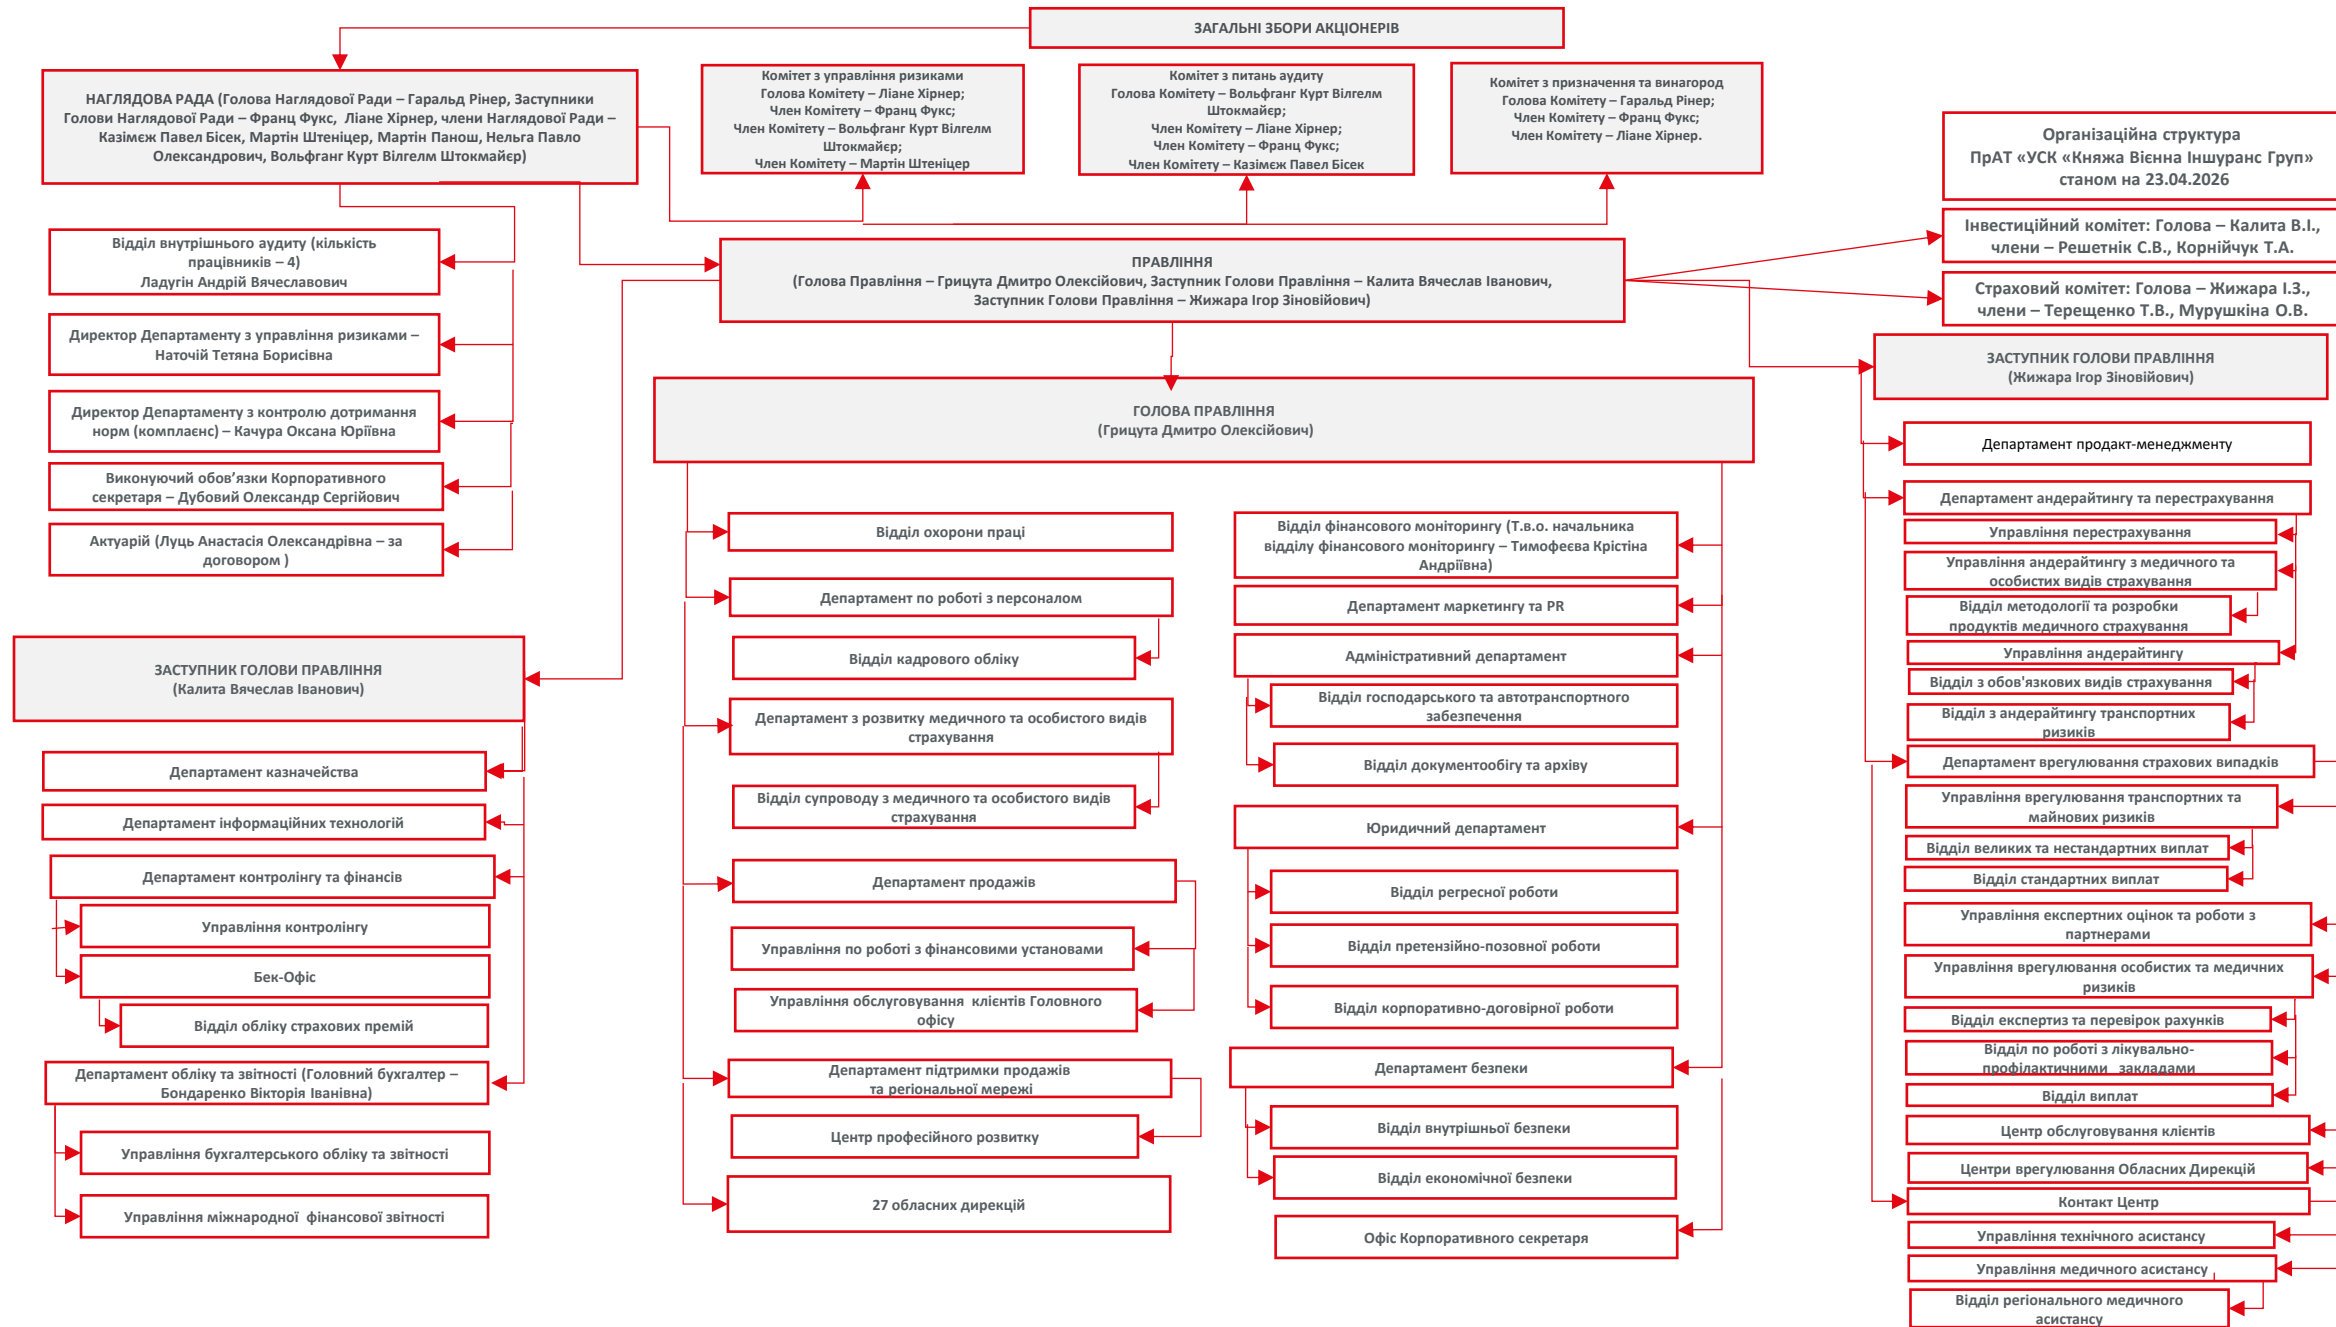 ЗАГАЛЬНІ ЗБОРИ АКЦІОНЕРІВ
НАГЛЯДОВА РАДА (Голова Наглядової Ради – Гаральд Рінер, Заступники
Голови Наглядової Ради – Франц Фукс,  Ліане Хірнер, члени Наглядової Ради –
Казімєж Павел Бісек, Мартін Штеніцер, Мартін Панош, Нельга Павло
Олександрович, Вольфганг Курт Вілгелм Штокмайєр)
Комітет з управління ризиками
Голова Комітету – Ліане Хірнер;
Член Комітету – Франц Фукс;
Член Комітету – Вольфганг Курт Вілгелм
Штокмайєр;
Член Комітету – Мартін Штеніцер
Комітет з питань аудиту
Голова Комітету – Вольфганг Курт Вілгелм
Штокмайєр;
Член Комітету – Ліане Хірнер;
Член Комітету – Франц Фукс;
Член Комітету – Казімєж Павел Бісек
Комітет з призначення та винагород
Голова Комітету – Гаральд Рінер;
Член Комітету – Франц Фукс;
Член Комітету – Ліане Хірнер.
Організаційна структура
ПрАТ «УСК «Княжа Вієнна Іншуранс Груп»
станом на 23.04.2026
Інвестиційний комітет: Голова – Калита В.І.,
члени – Решетнік С.В., Корнійчук Т.А.
Страховий комітет: Голова – Жижара І.З.,
члени – Терещенко Т.В., Мурушкіна О.В.
ПРАВЛІННЯ
(Голова Правління – Грицута Дмитро Олексійович, Заступник Голови Правління – Калита Вячеслав Іванович,
Заступник Голови Правління – Жижара Ігор Зіновійович)
Відділ внутрішнього аудиту (кількість
працівників – 4)
Ладугін Андрій Вячеславович
Директор Департаменту з управління ризиками –
Наточій Тетяна Борисівна
Директор Департаменту з контролю дотримання
норм (комплаєнс) – Качура Оксана Юріївна
Виконуючий обов’язки Корпоративного
секретаря – Дубовий Олександр Сергійович
Актуарій (Луць Анастасія Олександрівна – за
договором )
ЗАСТУПНИК ГОЛОВИ ПРАВЛІННЯ
(Калита Вячеслав Іванович)
Департамент казначейства
Департамент інформаційних технологій
Департамент контролінгу та фінансів
Управління контролінгу
Бек-Офіс
Відділ обліку страхових премій
Департамент обліку та звітності (Головний бухгалтер –
Бондаренко Вікторія Іванівна)
Управління бухгалтерського обліку та звітності
Управління міжнародної  фінансової звітності
ГОЛОВА ПРАВЛІННЯ
(Грицута Дмитро Олексійович)
Відділ охорони праці
Департамент по роботі з персоналом
Відділ кадрового обліку
Департамент з розвитку медичного та особистого видів
страхування
Відділ супроводу з медичного та особистого видів
страхування
Департамент продажів
Управління по роботі з фінансовими установами
Управління обслуговування  клієнтів Головного
офісу
Департамент підтримки продажів
та регіональної мережі
Центр професійного розвитку
27 обласних дирекцій
Відділ фінансового моніторингу (Т.в.о. начальника
відділу фінансового моніторингу – Тимофеєва Крістіна
Андріївна)
Департамент маркетингу та PR
Адміністративний департамент
Відділ господарського та автотранспортного
забезпечення
Відділ документообігу та архіву
Юридичний департамент
Відділ регресної роботи
Відділ претензійно-позовної роботи
Відділ корпоративно-договірної роботи
Департамент безпеки
Відділ внутрішньої безпеки
Відділ економічної безпеки
Офіс Корпоративного секретаря
ЗАСТУПНИК ГОЛОВИ ПРАВЛІННЯ
(Жижара Ігор Зіновійович)
Департамент продакт-менеджменту
Департамент андерайтингу та перестрахування
Управління перестрахування
Управління андерайтингу з медичного та
особистих видів страхування
Відділ методології та розробки
продуктів медичного страхування
Управління андерайтингу
Відділ з обов'язкових видів страхування
Відділ з андерайтингу транспортних
ризиків
Департамент врегулювання страхових випадків
Управління врегулювання транспортних та
майнових ризиків
Відділ великих та нестандартних виплат
Відділ стандартних виплат
Управління експертних оцінок та роботи з
партнерами
Управління врегулювання особистих та медичних
ризиків
Відділ експертиз та перевірок рахунків
Відділ по роботі з лікувально-
профілактичними   закладами
Відділ виплат
Центр обслуговування клієнтів
Центри врегулювання Обласних Дирекцій
Контакт Центр
Управління технічного асистансу
Управління медичного асистансу
Відділ регіонального медичного
асистансу